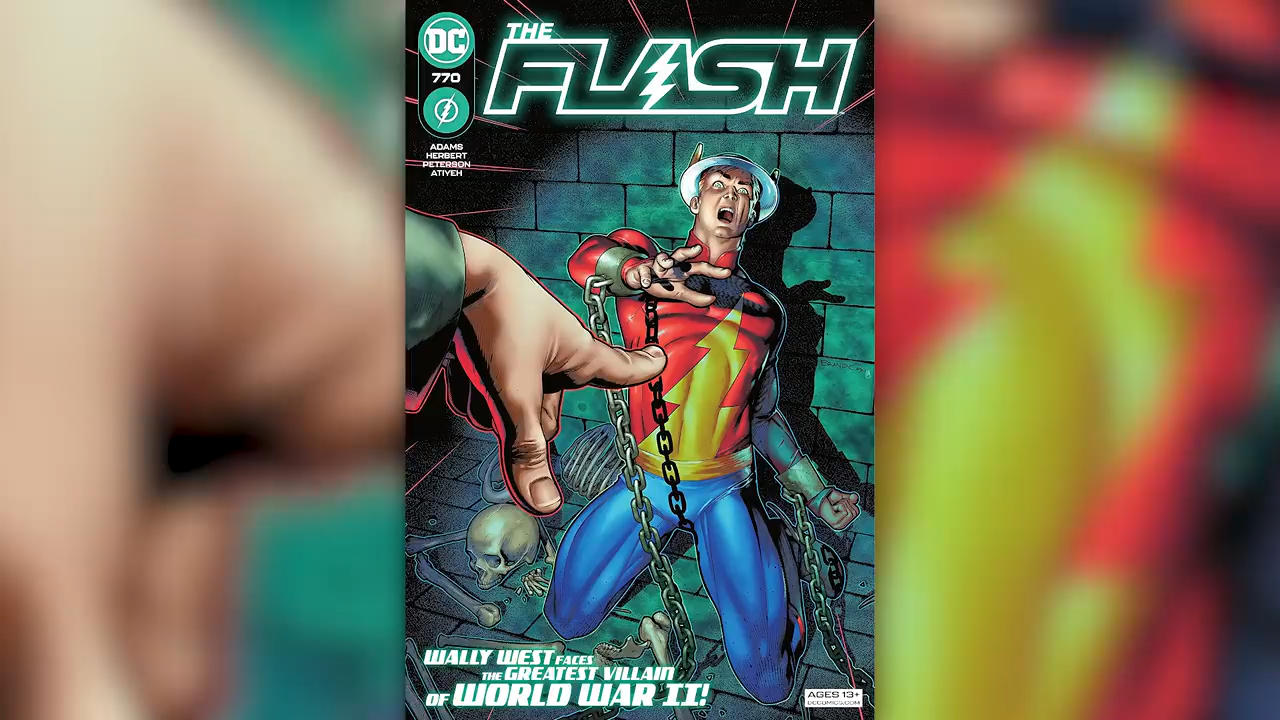 DC
THE
FLASH
770
ADAMS
HERBERT
PETERSON
ATIYEH
WALLY WEST FACES
THE GREATEST VILLAIN
OF WORLD WAR II!
AGES 13+
DCCOMICS.COM